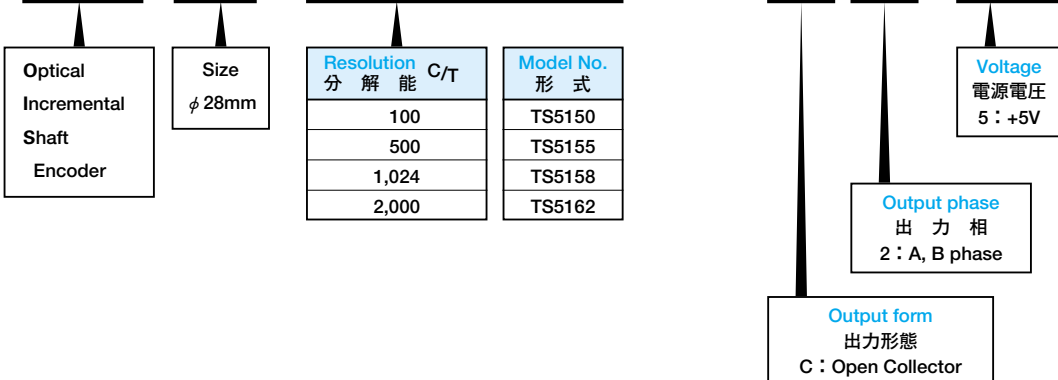 Optical
Incremental
Shaft
Encoder
Size
φ 28mm
Resolution C/T
分 解 能
100
500
1,024
2,000
Model No.
形 式
TS5150
TS5155
TS5158
TS5162
Voltage
電源電圧
5：+5V
Output phase
出 力 相
2：A, B phase
Output form
出力形態
C：Open Collector